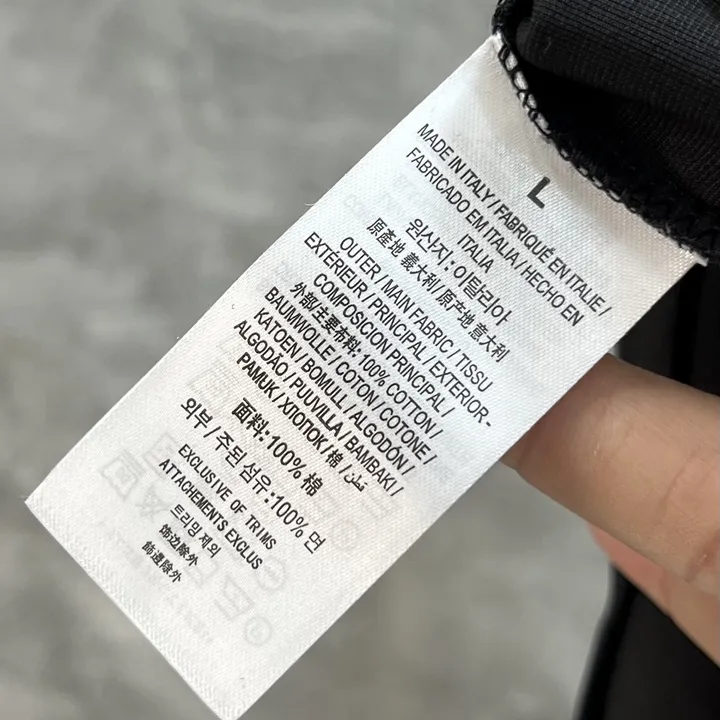 L
MADE IN ITALY / FABRIQUÉ EN ITALIE /
FABRICADO EM ITALIA / HECHO EN
ITALIA
원산지: 이탈리아
原產地 義大利/原产地 意大利
OUTER / MAIN FABRIC / TISSU
EXTERIEUR / PRINCIPAL / EXTERIOR-
COMPOSICION PRINCIPAL /
外部/主要布料: 100% COTTON/
BAUMWOLLE / COTON / COTONE /
KATOEN / BOMULL / ALGODÓN /
ALGODÃO / PUUVILLA / BAMBAKI /
PAMUK / ХЛОПОК / 棉 / قطن
面料: 100% 棉
외부 / 주된 섬유: 100% 면
EXCLUSIVE OF TRIMS
ATTACHEMENTS EXCLUS
트리밍 제외
饰边除外
飾邊除外